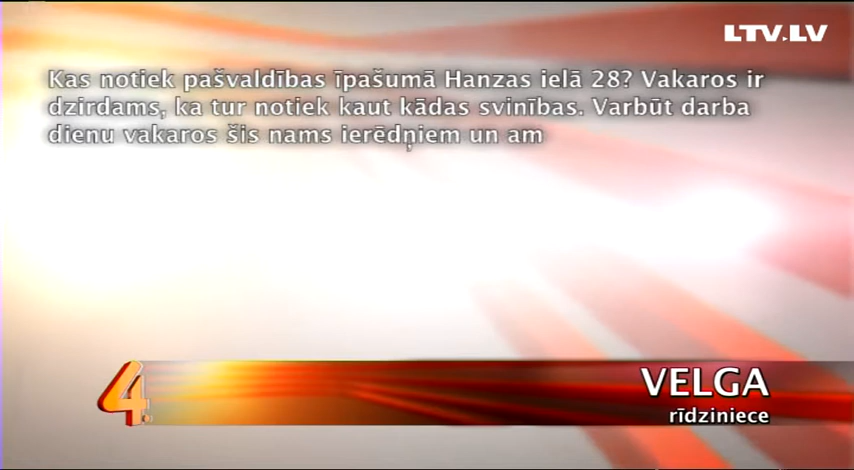 LTV.LV
Kas notiek pašvaldības īpašumā Hanzas ielā 28? Vakaros ir
dzirdams, ka tur notiek kaut kādas svinības. Varbūt darba
dienu vakaros šis nams ierēdņiem un am
4.
VELGA
rīdziniece